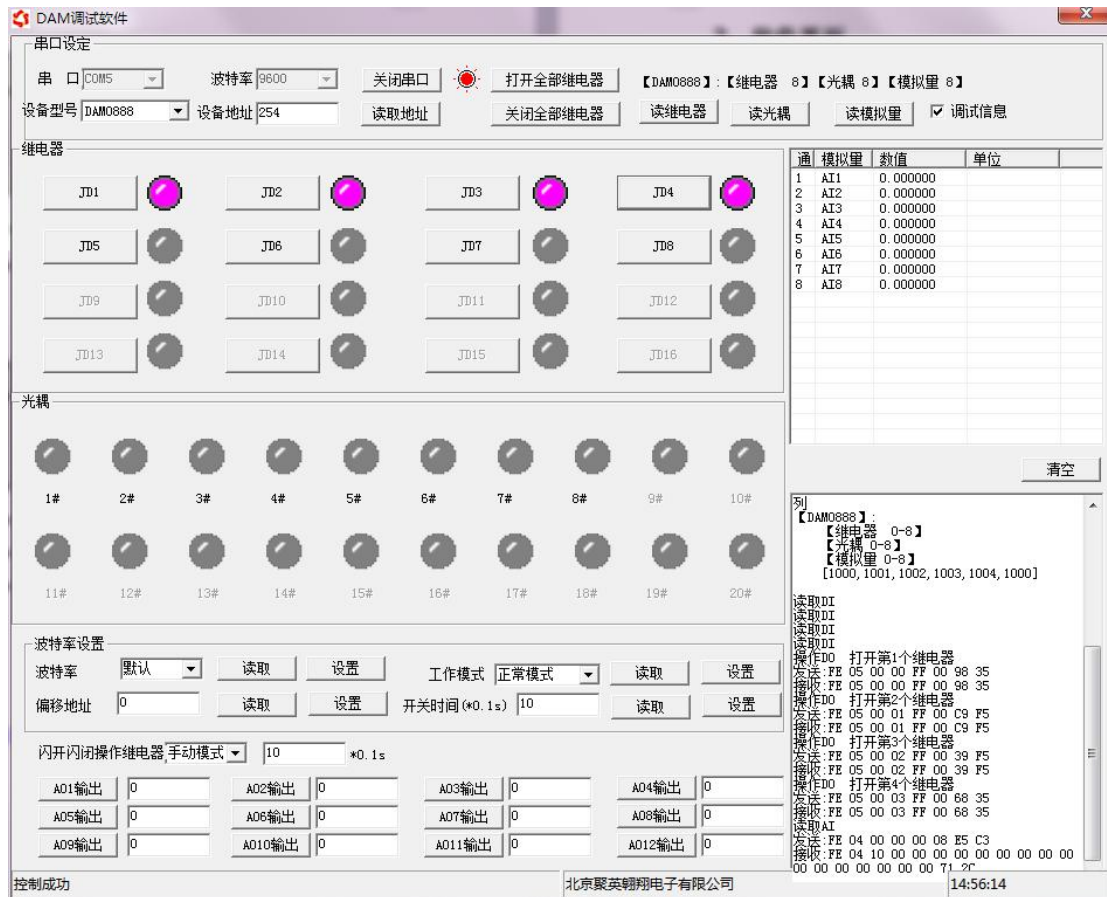 DAM调试软件
串口设定
串 口 COM5 波特率 9600 关闭串口 打开全部继电器 【DAM0888】:【继电器 8】【光耦 8】【模拟量 8】
设备型号 DAM0888 设备地址 254 读取地址 关闭全部继电器 读继电器 读光耦 读模拟量 调试信息
继电器
JD1 JD2 JD3 JD4
JD5 JD6 JD7 JD8
JD9 JD10 JD11 JD12
JD13 JD14 JD15 JD16
通 模拟量 数值 单位
1 AI1 0.000000
2 AI2 0.000000
3 AI3 0.000000
4 AI4 0.000000
5 AI5 0.000000
6 AI6 0.000000
7 AI7 0.000000
8 AI8 0.000000
光耦
1# 2# 3# 4# 5# 6# 7# 8# 9# 10#
11# 12# 13# 14# 15# 16# 17# 18# 19# 20#
清空
列
【DAM0888】:
【继电器 0-8】
【光耦 0-8】
【模拟量 0-8】
[1000,1001,1002,1003,1004,1000]
读取DI
读取DI
读取DI
读取DI
操作DO 打开第1个继电器
发送:FE 05 00 00 FF 00 98 35
接收:FE 05 00 00 FF 00 98 35
操作DO 打开第2个继电器
发送:FE 05 00 01 FF 00 C9 F5
接收:FE 05 00 01 FF 00 C9 F5
操作DO 打开第3个继电器
发送:FE 05 00 02 FF 00 39 F5
接收:FE 05 00 02 FF 00 39 F5
操作DO 打开第4个继电器
发送:FE 05 00 03 FF 00 68 35
接收:FE 05 00 03 FF 00 68 35
读取AI
发送:FE 04 00 00 00 08 E5 C3
接收:FE 04 10 00 00 00 00 00 00 00 00 00
00 00 00 00 00 00 00 71 2C
波特率设置
波特率 默认 读取 设置 工作模式 正常模式 读取 设置
偏移地址 0 读取 设置 开关时间(*0.1s) 10 读取 设置
闪开闪闭操作继电器 手动模式 10 *0.1s
AO1输出 0 AO2输出 0 AO3输出 0 AO4输出 0
AO5输出 0 AO6输出 0 AO7输出 0 AO8输出 0
AO9输出 0 AO10输出 0 AO11输出 0 AO12输出 0
控制成功 北京聚英翱翔电子有限公司 14:56:14